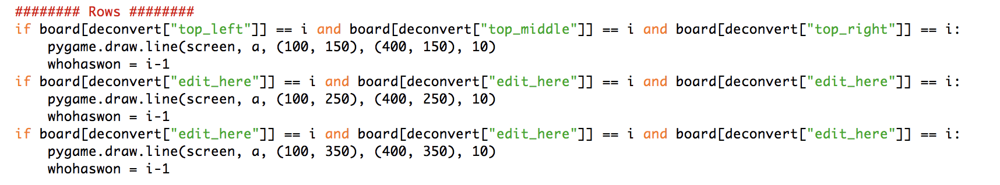 ######## Rows ########
if board[deconvert["top_left"]] == i and board[deconvert["top_middle"]] == i and board[deconvert["top_right"]] == i:
    pygame.draw.line(screen, a, (100, 150), (400, 150), 10)
    whohaswon = i-1
if board[deconvert["edit_here"]] == i and board[deconvert["edit_here"]] == i and board[deconvert["edit_here"]] == i:
    pygame.draw.line(screen, a, (100, 250), (400, 250), 10)
    whohaswon = i-1
if board[deconvert["edit_here"]] == i and board[deconvert["edit_here"]] == i and board[deconvert["edit_here"]] == i:
    pygame.draw.line(screen, a, (100, 350), (400, 350), 10)
    whohaswon = i-1